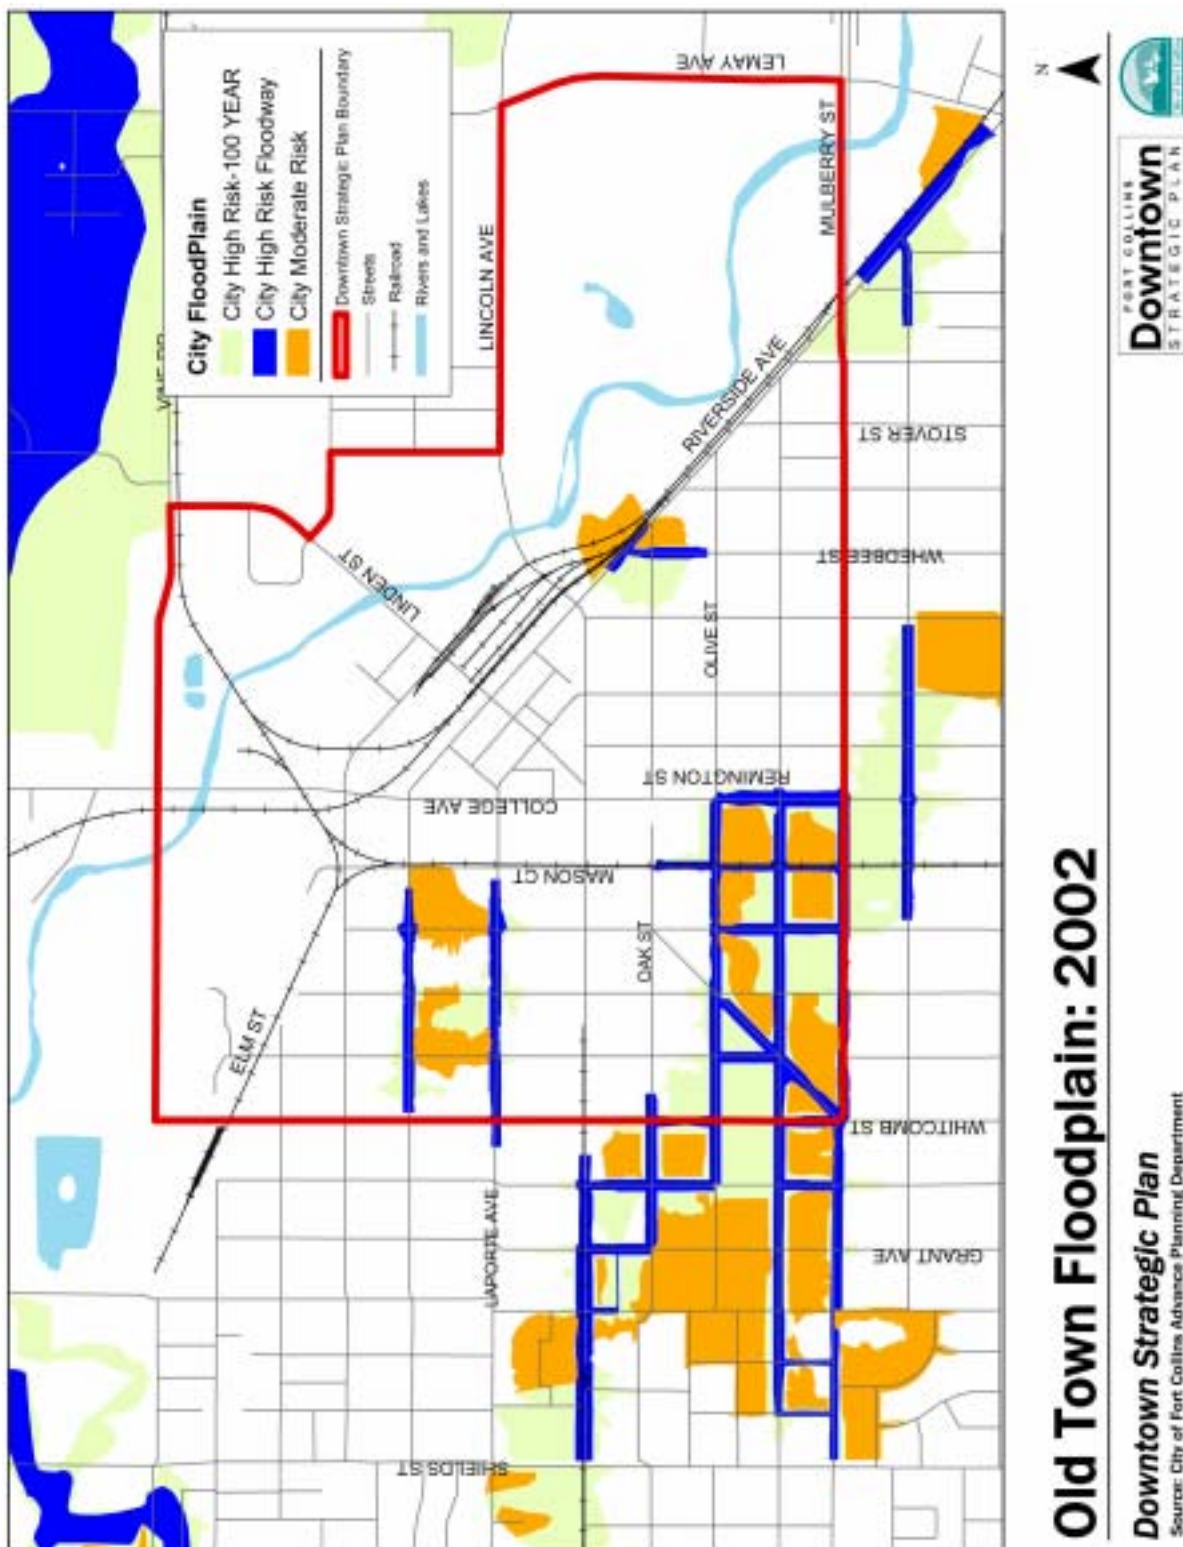 City FloodPlain
City High Risk-100 YEAR
City High Risk Floodway
City Moderate Risk
Downtown Strategic Plan Boundary
Streets
Railroad
Rivers and Lakes
LEMAY AVE
MULBERRY ST
LINCOLN AVE
RIVERSIDE AVE
STOVER ST
LINDEN ST
WHEDBEE ST
OLIVE ST
REMINGTON ST
COLLEGE AVE
MASON CT
OAK ST
ELM ST
WHITCOMB ST
LAPORTE AVE
GRANT AVE
SHIELDS ST
N
Old Town Floodplain: 2002
Downtown Strategic Plan
Source: City of Fort Collins Advance Planning Department
FORT COLLINS
Downtown
STRATEGIC PLAN